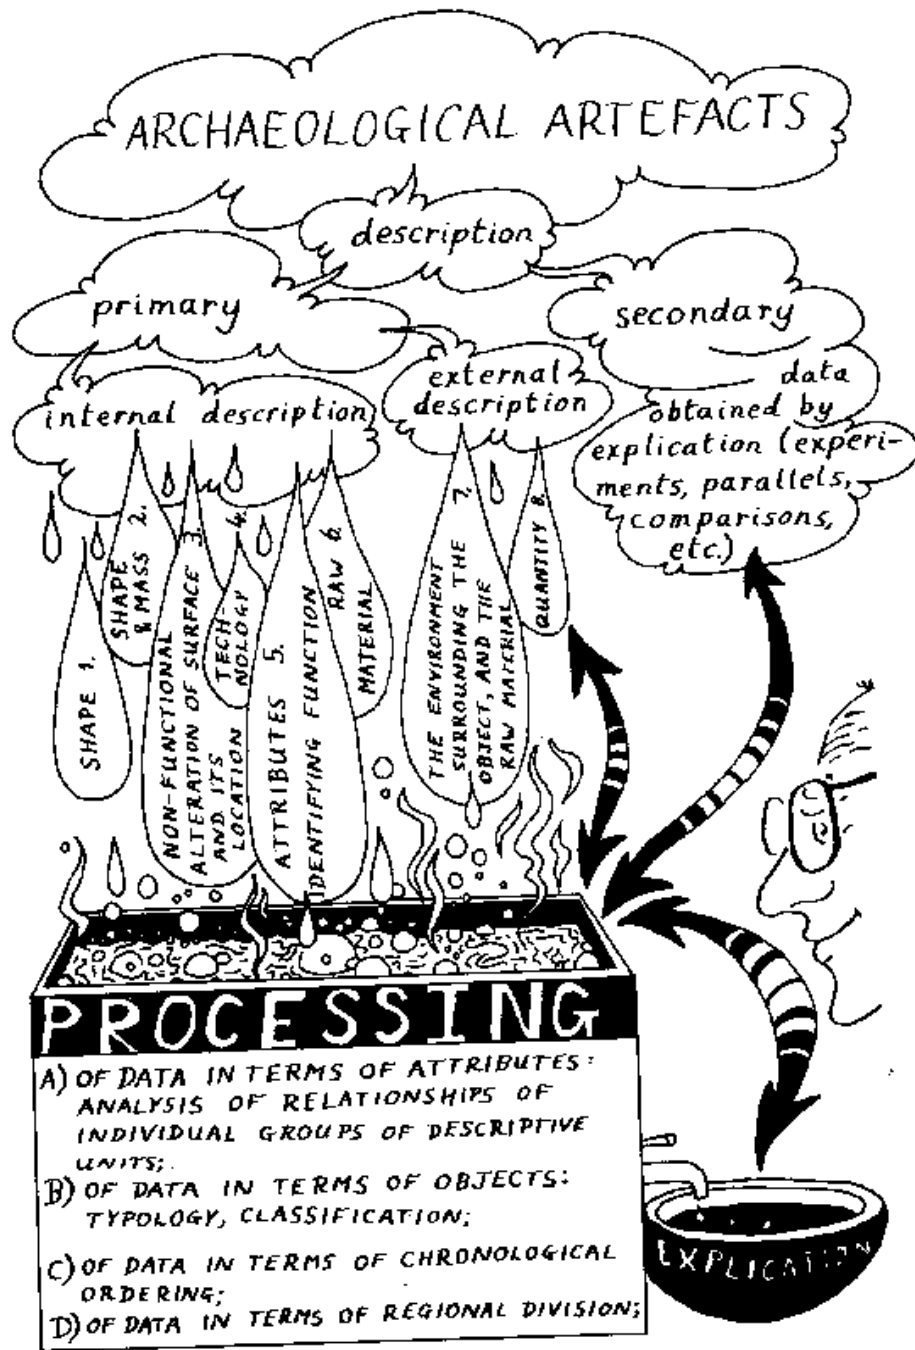 ARCHAEOLOGICAL ARTEFACTS
description
primary
secondary
internal description
external
description
data
obtained by
explication (experi-
ments, parallels,
comparisons,
etc.)
SHAPE 1.
SHAPE 2.
& MASS
NON-FUNCTIONAL 3.
ALTERATION OF SURFACE
AND ITS
LOCATION
TECH- 4.
NOLOGY
ATTRIBUTES 5.
IDENTIFYING FUNCTION
RAW 6.
MATERIAL
THE ENVIRONMENT 7.
SURROUNDING THE
OBJECT, AND THE
RAW MATERIAL
QUANTITY 8.
PROCESSING
A) OF DATA IN TERMS OF ATTRIBUTES:
ANALYSIS OF RELATIONSHIPS OF
INDIVIDUAL GROUPS OF DESCRIPTIVE
UNITS;
B) OF DATA IN TERMS OF OBJECTS:
TYPOLOGY, CLASSIFICATION;
C) OF DATA IN TERMS OF CHRONOLOGICAL
ORDERING;
D) OF DATA IN TERMS OF REGIONAL DIVISION;
EXPLICATION